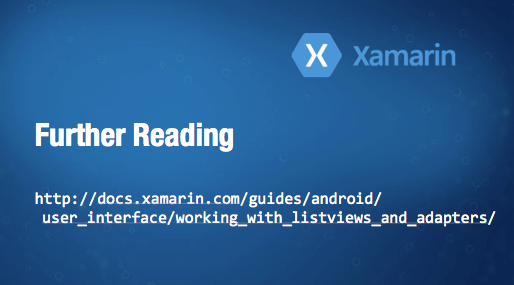 Xamarin
Further Reading
http://docs.xamarin.com/guides/android/
user_interface/working_with_listviews_and_adapters/